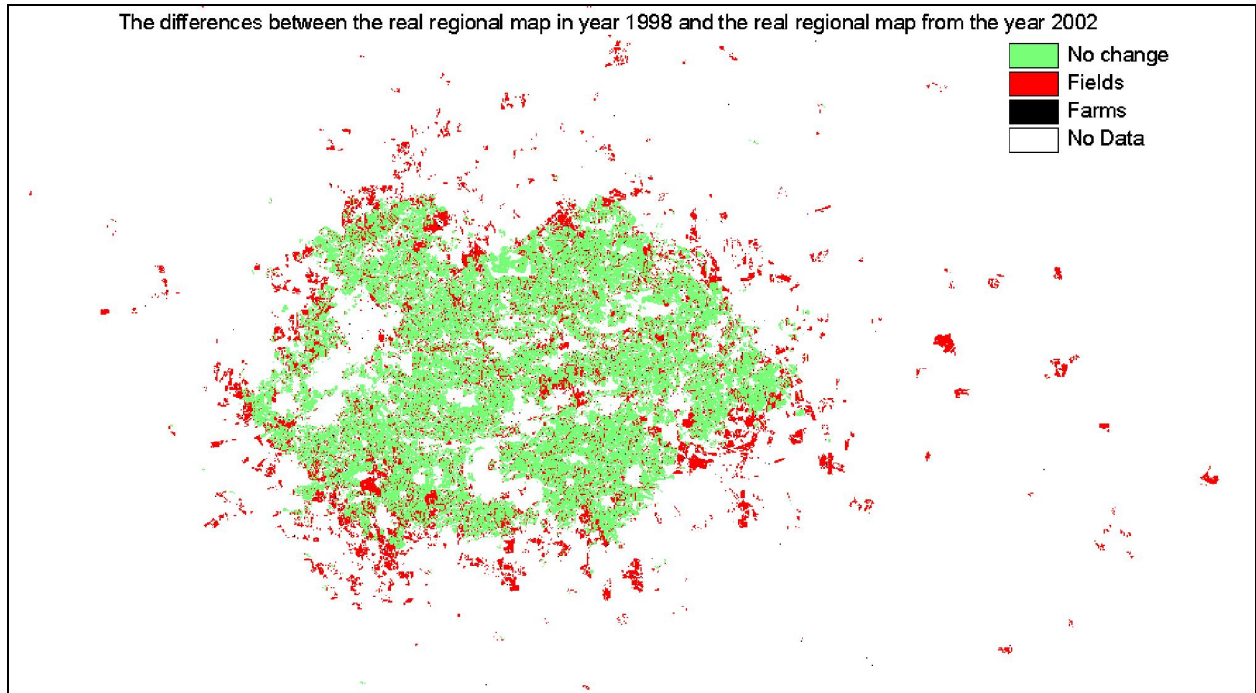 The differences between the real regional map in year 1998 and the real regional map from the year 2002
No change
Fields
Farms
No Data